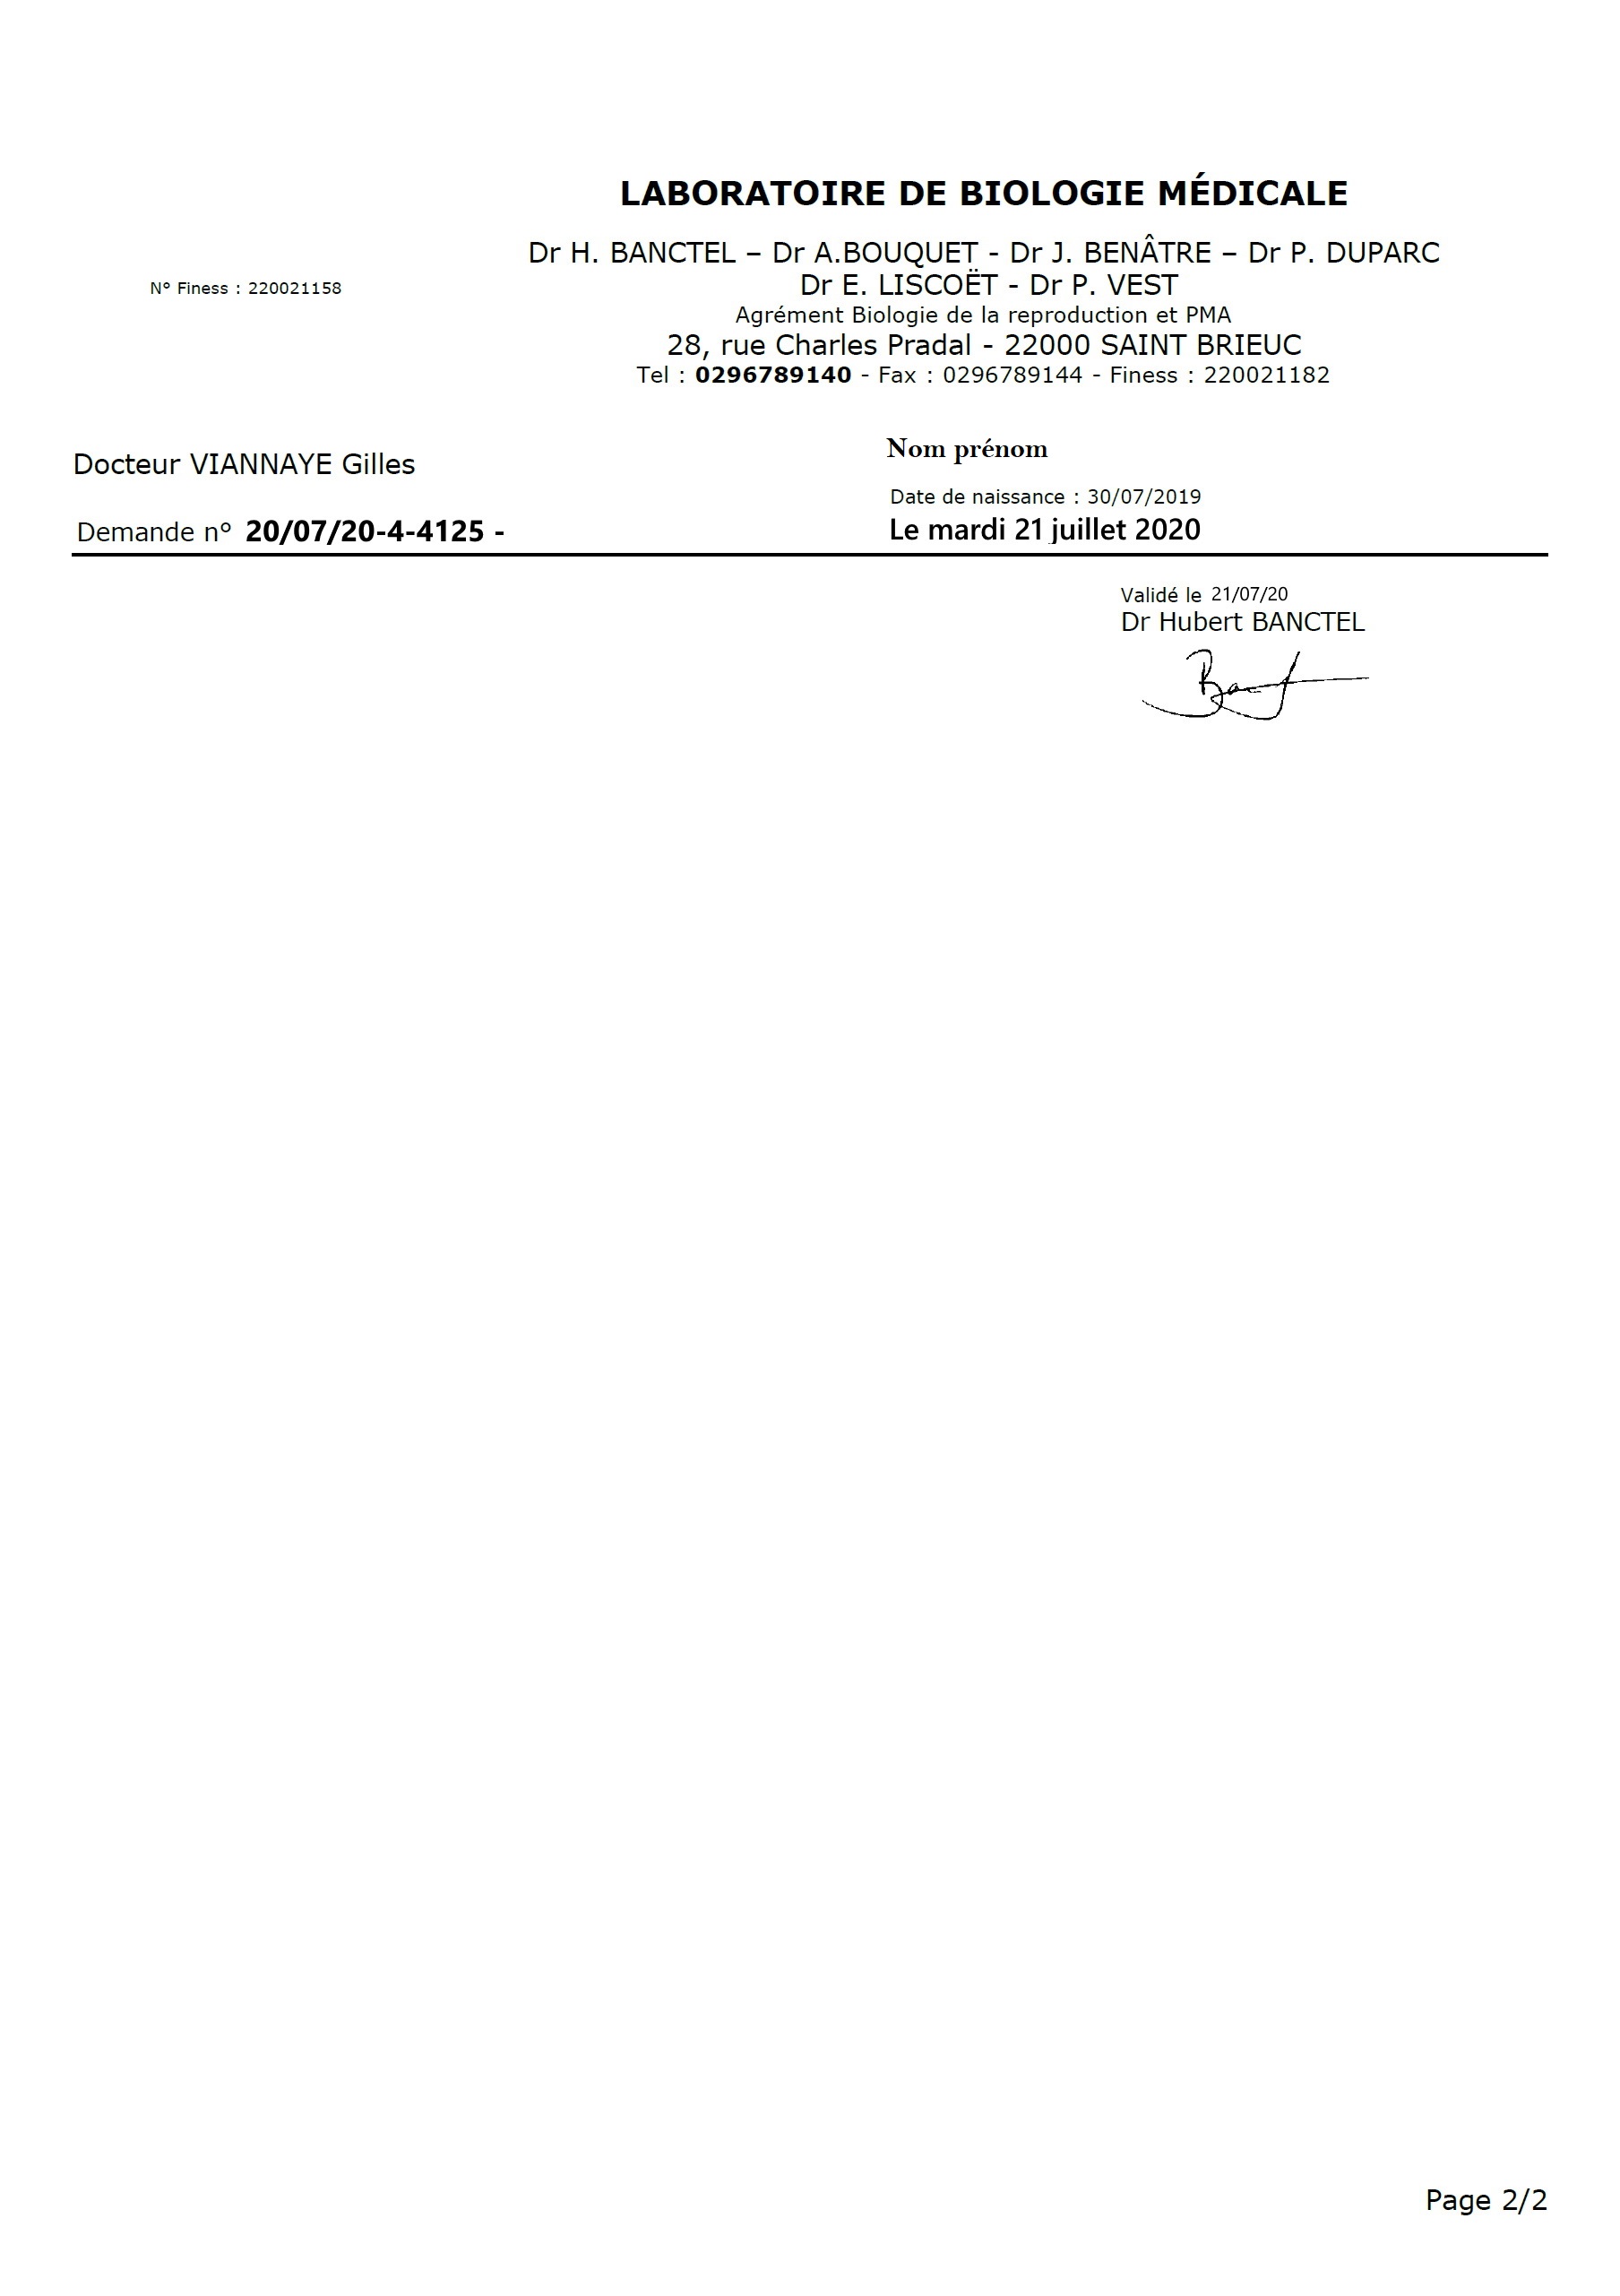 LABORATOIRE DE BIOLOGIE MÉDICALE
Dr H. BANCTEL – Dr A.BOUQUET - Dr J. BENÂTRE – Dr P. DUPARC
Dr E. LISCOËT - Dr P. VEST
N° Finess : 220021158
Agrément Biologie de la reproduction et PMA
28, rue Charles Pradal - 22000 SAINT BRIEUC
Tel : 0296789140 - Fax : 0296789144 - Finess : 220021182
Nom prénom
Docteur VIANNAYE Gilles
Date de naissance : 30/07/2019
Demande n° 20/07/20-4-4125 -
Le mardi 21 juillet 2020
Validé le 21/07/20
Dr Hubert BANCTEL
Page 2/2